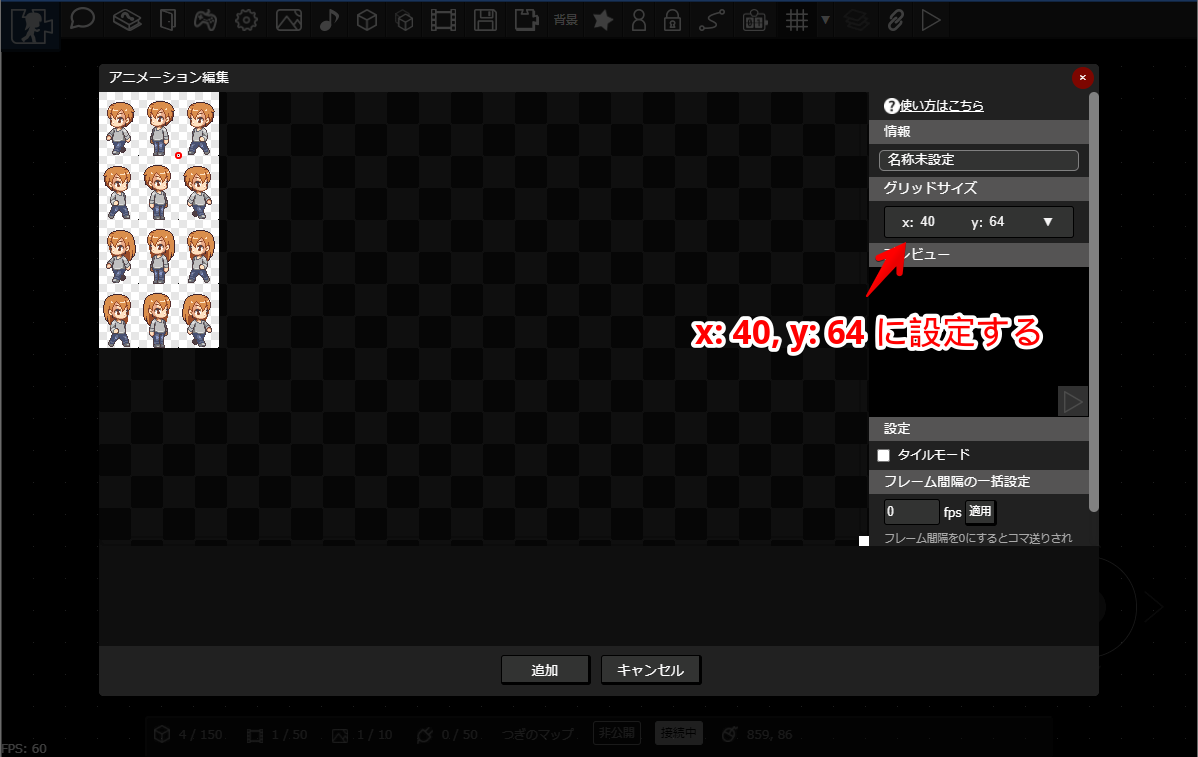 背景
アニメーション編集
?使い方はこちら
情報
名称未設定
グリッドサイズ
x: 40 y: 64 ▼
ビュー
x: 40, y: 64 に設定する
設定
タイルモード
フレーム間隔の一括設定
0 fps 適用
フレーム間隔を0にするとコマ送りされ
追加 キャンセル
4 / 150 1 / 50 1 / 10 0 / 50 つぎのマップ 非公開 接続中 859, 86
FPS: 60